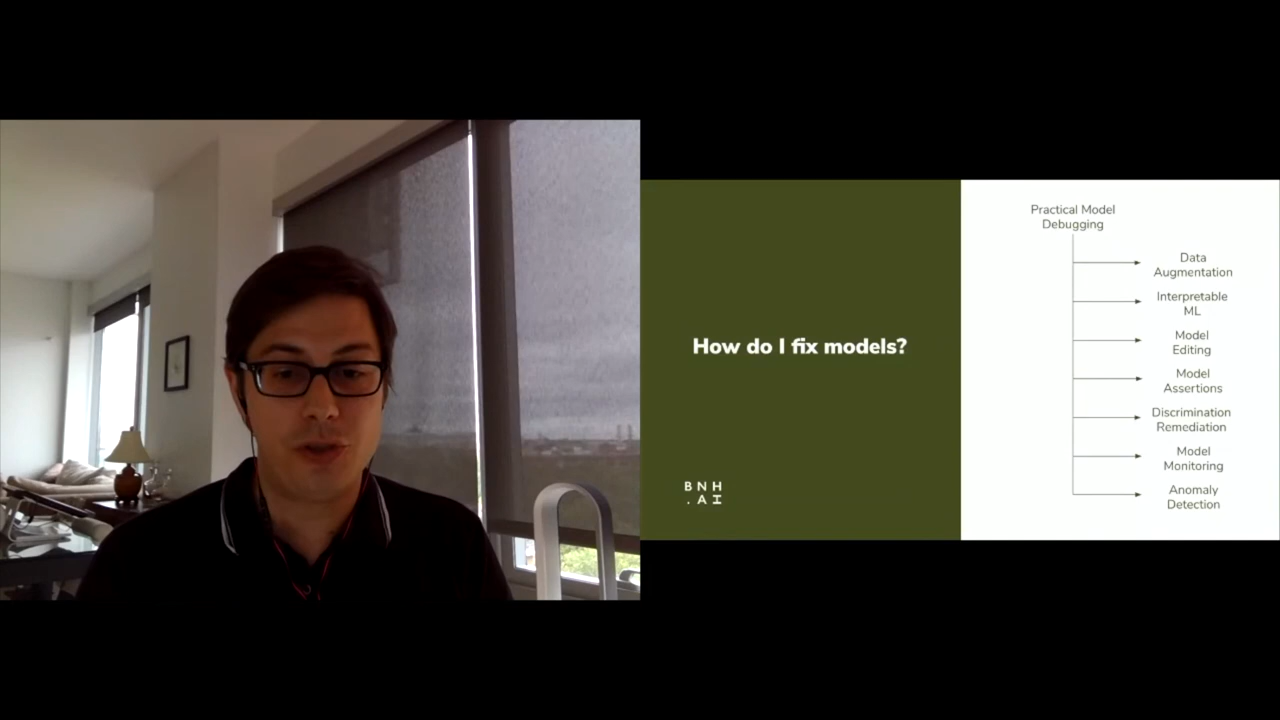 How do I fix models?
BNH
.AI
Practical Model
Debugging
Data
Augmentation
Interpretable
ML
Model
Editing
Model
Assertions
Discrimination
Remediation
Model
Monitoring
Anomaly
Detection